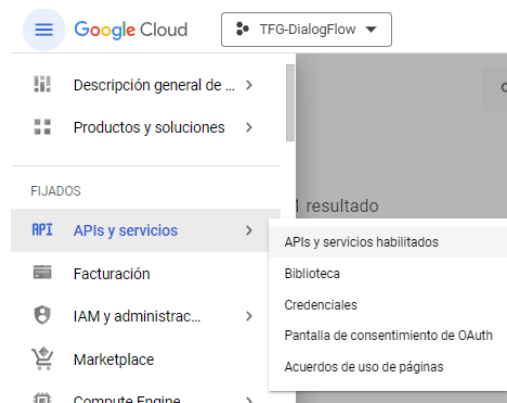 Google Cloud
TFG-DialogFlow
Descripción general de ...
Productos y soluciones
FIJADOS
1 resultado
API APIs y servicios
APIs y servicios habilitados
Facturación
Biblioteca
Credenciales
IAM y administrac...
Pantalla de consentimiento de OAuth
Marketplace
Acuerdos de uso de páginas
Compute Engine